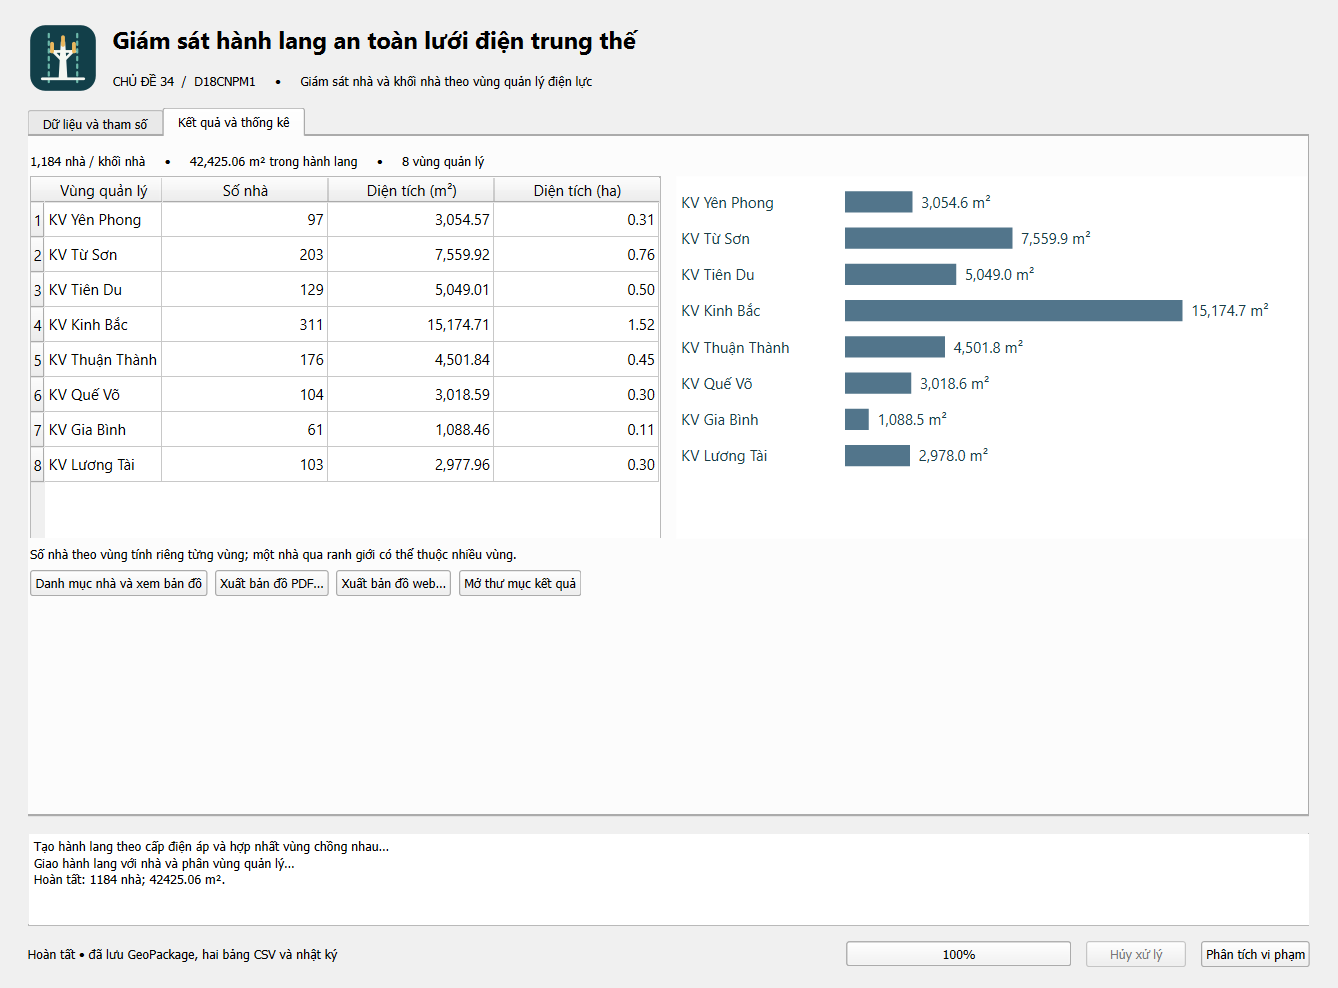 Giám sát hành lang an toàn lưới điện trung thế
CHỦ ĐỀ 34 / D18CNPM1 • Giám sát nhà và khối nhà theo vùng quản lý điện lực
Dữ liệu và tham số
Kết quả và thống kê
1,184 nhà / khối nhà • 42,425.06 m² trong hành lang • 8 vùng quản lý
Vùng quản lý Số nhà Diện tích (m²) Diện tích (ha)
1 KV Yên Phong 97 3,054.57 0.31
2 KV Từ Sơn 203 7,559.92 0.76
3 KV Tiên Du 129 5,049.01 0.50
4 KV Kinh Bắc 311 15,174.71 1.52
5 KV Thuận Thành 176 4,501.84 0.45
6 KV Quế Võ 104 3,018.59 0.30
7 KV Gia Bình 61 1,088.46 0.11
8 KV Lương Tài 103 2,977.96 0.30
KV Yên Phong 3,054.6 m²
KV Từ Sơn 7,559.9 m²
KV Tiên Du 5,049.0 m²
KV Kinh Bắc 15,174.7 m²
KV Thuận Thành 4,501.8 m²
KV Quế Võ 3,018.6 m²
KV Gia Bình 1,088.5 m²
KV Lương Tài 2,978.0 m²
Số nhà theo vùng tính riêng từng vùng; một nhà qua ranh giới có thể thuộc nhiều vùng.
Danh mục nhà và xem bản đồ
Xuất bản đồ PDF...
Xuất bản đồ web...
Mở thư mục kết quả
Tạo hành lang theo cấp điện áp và hợp nhất vùng chồng nhau...
Giao hành lang với nhà và phân vùng quản lý...
Hoàn tất: 1184 nhà; 42425.06 m².
Hoàn tất • đã lưu GeoPackage, hai bảng CSV và nhật ký
100%
Hủy xử lý
Phân tích vi phạm